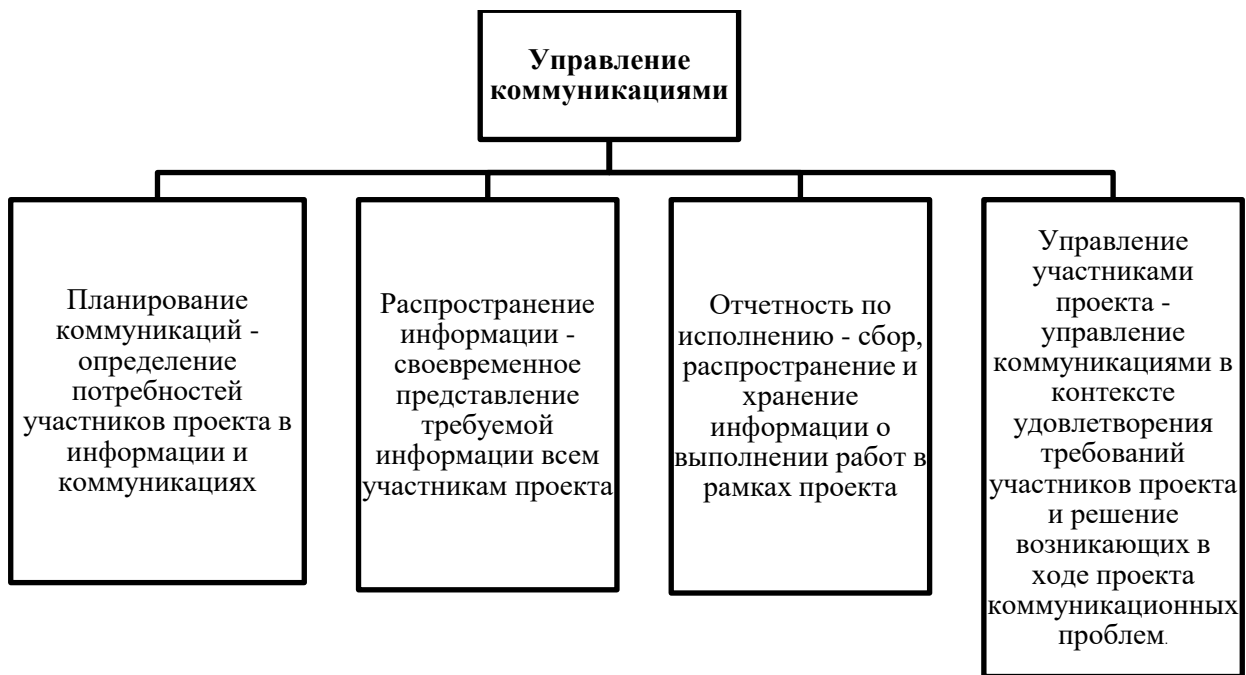 Управление
коммуникациями
Планирование
коммуникаций -
определение
потребностей
участников проекта в
информации и
коммуникациях
Распространение
информации -
своевременное
представление
требуемой
информации всем
участникам проекта
Отчетность по
исполнению - сбор,
распространение и
хранение
информации о
выполнении работ в
рамках проекта
Управление
участниками
проекта -
управление
коммуникациями в
контексте
удовлетворения
требований
участников проекта
и решение
возникающих в
ходе проекта
коммуникационных
проблем.